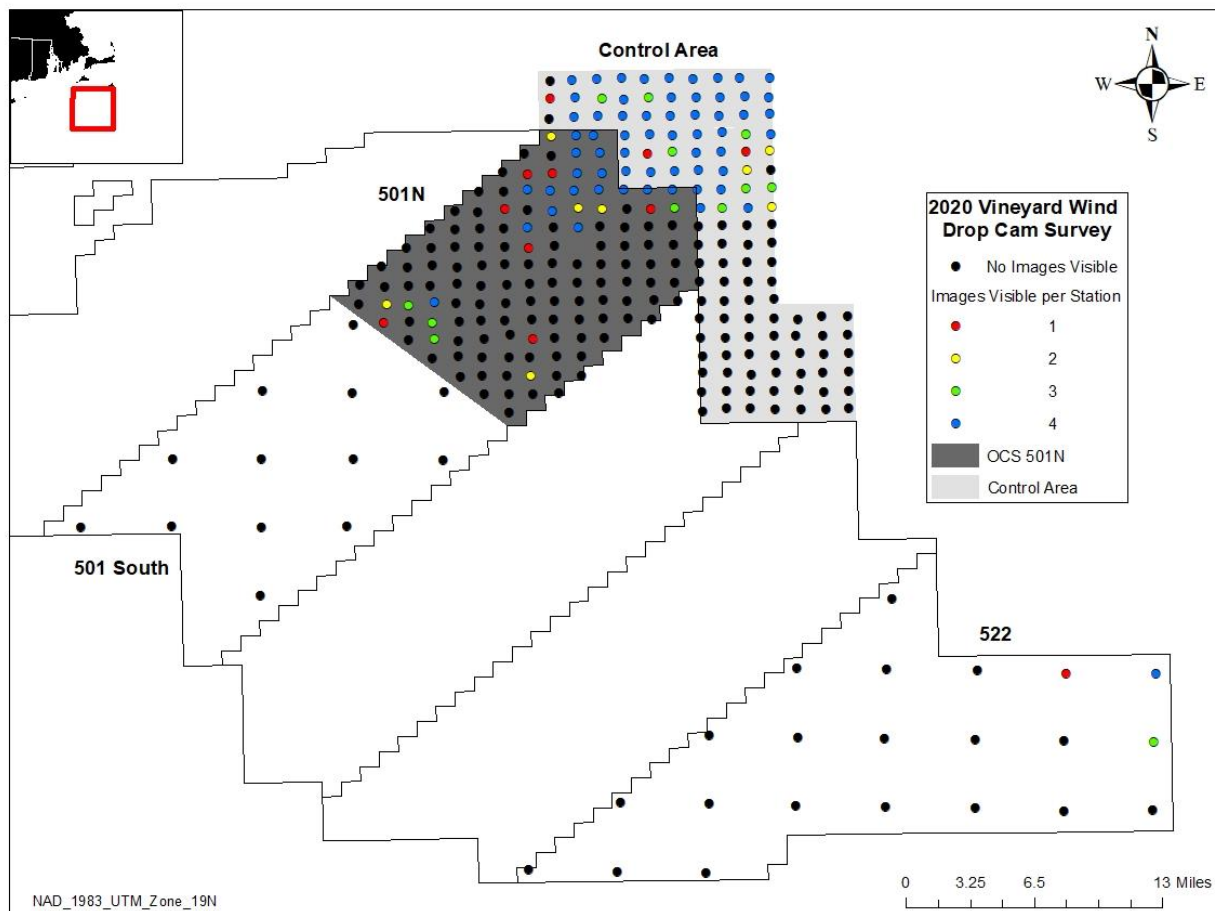 Control Area
N
W
E
S
501N
2020 Vineyard Wind
Drop Cam Survey
No Images Visible
Images Visible per Station
1
2
3
4
OCS 501N
Control Area
501 South
522
NAD_1983_UTM_Zone_19N
0 3.25 6.5 13 Miles